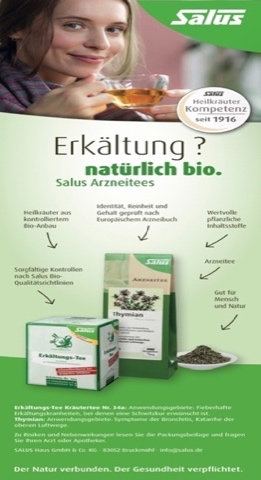 Salus
Salus
Heilkräuter
Kompetenz
seit 1916
Erkältung ?
natürlich bio.
Salus Arzneitees
Identität, Reinheit und
Gehalt geprüft nach
Europäischem Arzneibuch
Heilkräuter aus
kontrolliertem
Bio-Anbau
Wertvolle
pflanzliche
Inhaltsstoffe
Sorgfältige Kontrollen
nach Salus Bio-
Qualitätsrichtlinien
Arzneitee
Gut für
Mensch
und Natur
Salus
ARZNEITEE
Thymian
Salus
Erkältungs-Tee
Erkältungs-Tee Kräutertee Nr. 34a: Anwendungsgebiete: Fieberhafte
Erkältungskrankheiten, bei denen eine Schwitzkur erwünscht ist.
Thymian: Anwendungsgebiete: Symptome der Bronchitis, Katarrhe der
oberen Luftwege.
Zu Risiken und Nebenwirkungen lesen Sie die Packungsbeilage und fragen
Sie Ihren Arzt oder Apotheker.
SALUS Haus GmbH & Co. KG 83052 Bruckmühl · info@salus.de
Der Natur verbunden. Der Gesundheit verpflichtet.